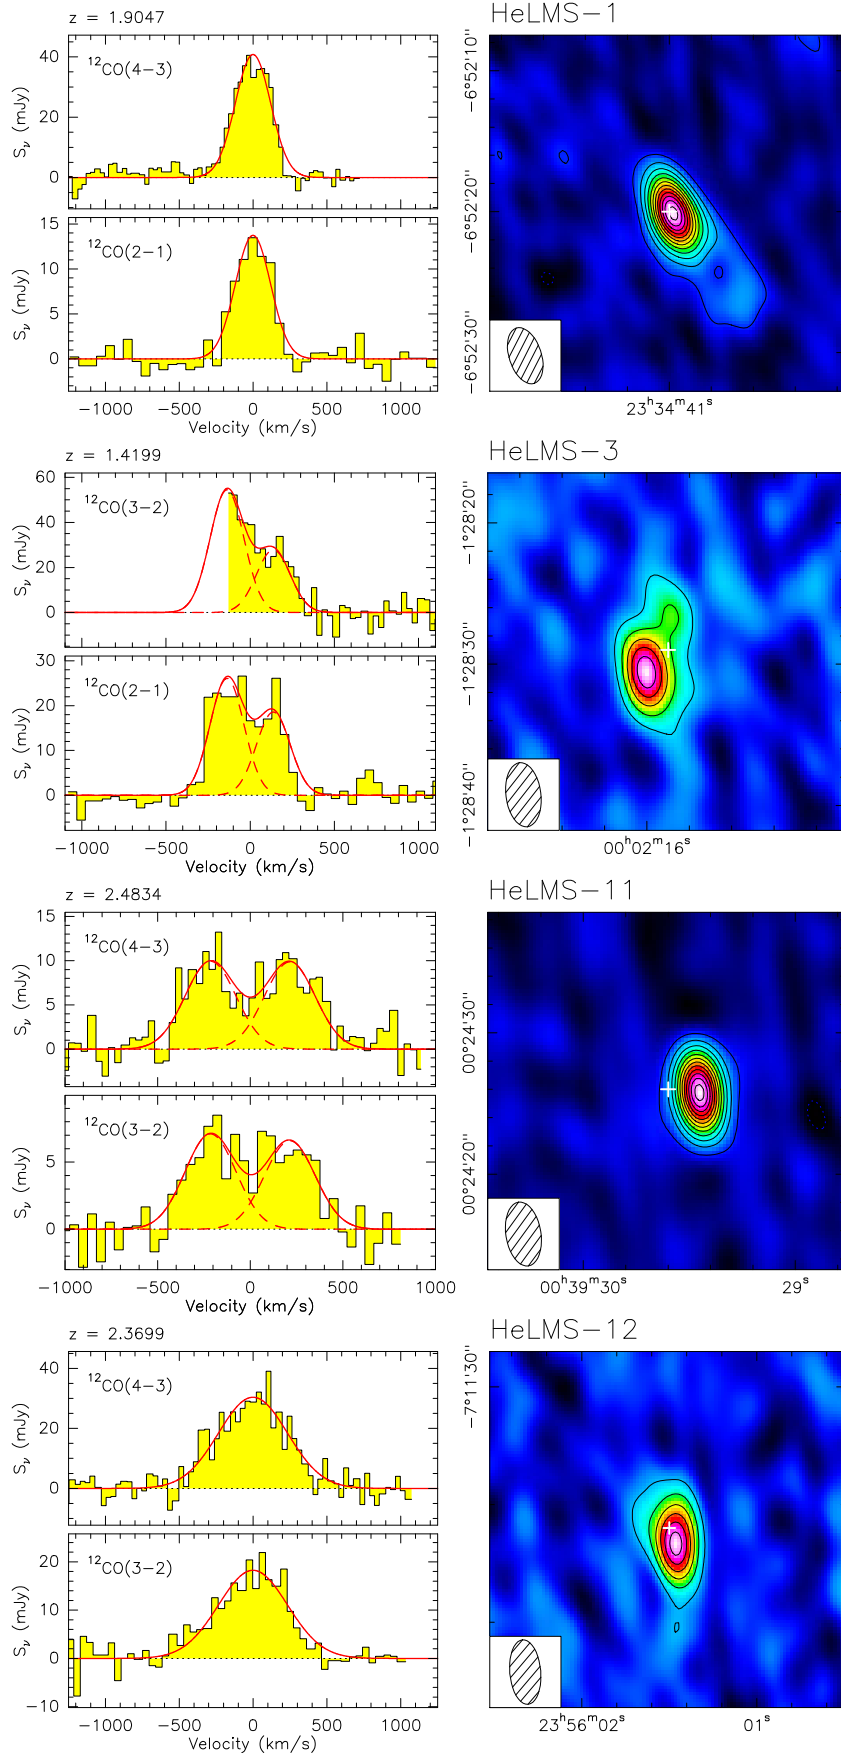 z = 1.9047
HeLMS−1
¹²CO(4−3)
S_ν (mJy)
40
20
0
¹²CO(2−1)
S_ν (mJy)
15
10
5
0
−1000 −500 0 500 1000
Velocity (km/s)
−6°52'10"
−6°52'20"
−6°52'30"
23ʰ34ᵐ41ˢ
z = 1.4199
HeLMS−3
¹²CO(3−2)
S_ν (mJy)
60
40
20
0
¹²CO(2−1)
S_ν (mJy)
30
20
10
0
−1000 −500 0 500 1000
Velocity (km/s)
−1°28'20"
−1°28'30"
−1°28'40"
00ʰ02ᵐ16ˢ
z = 2.4834
HeLMS−11
¹²CO(4−3)
S_ν (mJy)
15
10
5
0
¹²CO(3−2)
S_ν (mJy)
5
0
−1000 −500 0 500 1000
Velocity (km/s)
00°24'30"
00°24'20"
00ʰ39ᵐ30ˢ 29ˢ
z = 2.3699
HeLMS−12
¹²CO(4−3)
S_ν (mJy)
40
20
0
¹²CO(3−2)
S_ν (mJy)
20
10
0
−10
−1000 −500 0 500 1000
Velocity (km/s)
−7°11'30"
23ʰ56ᵐ02ˢ 01ˢ